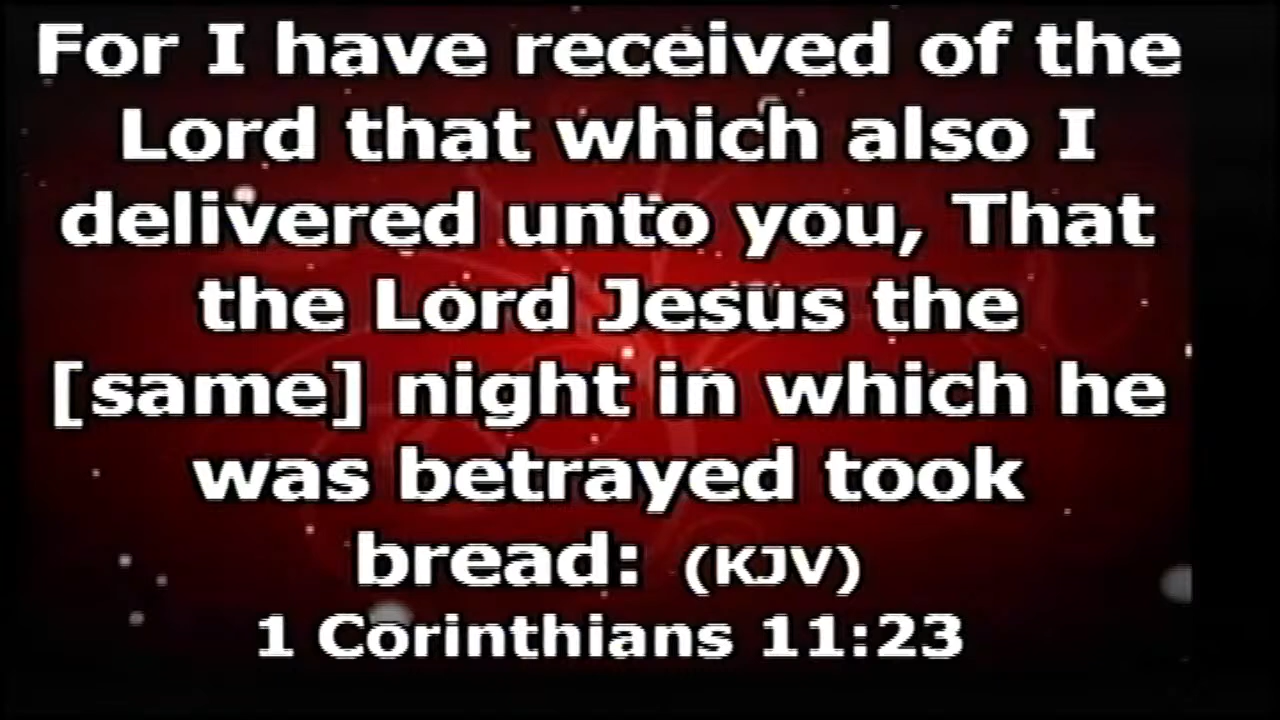 For I have received of the
Lord that which also I
delivered unto you, That
the Lord Jesus the
[same] night in which he
was betrayed took
bread: (KJV)
1 Corinthians 11:23